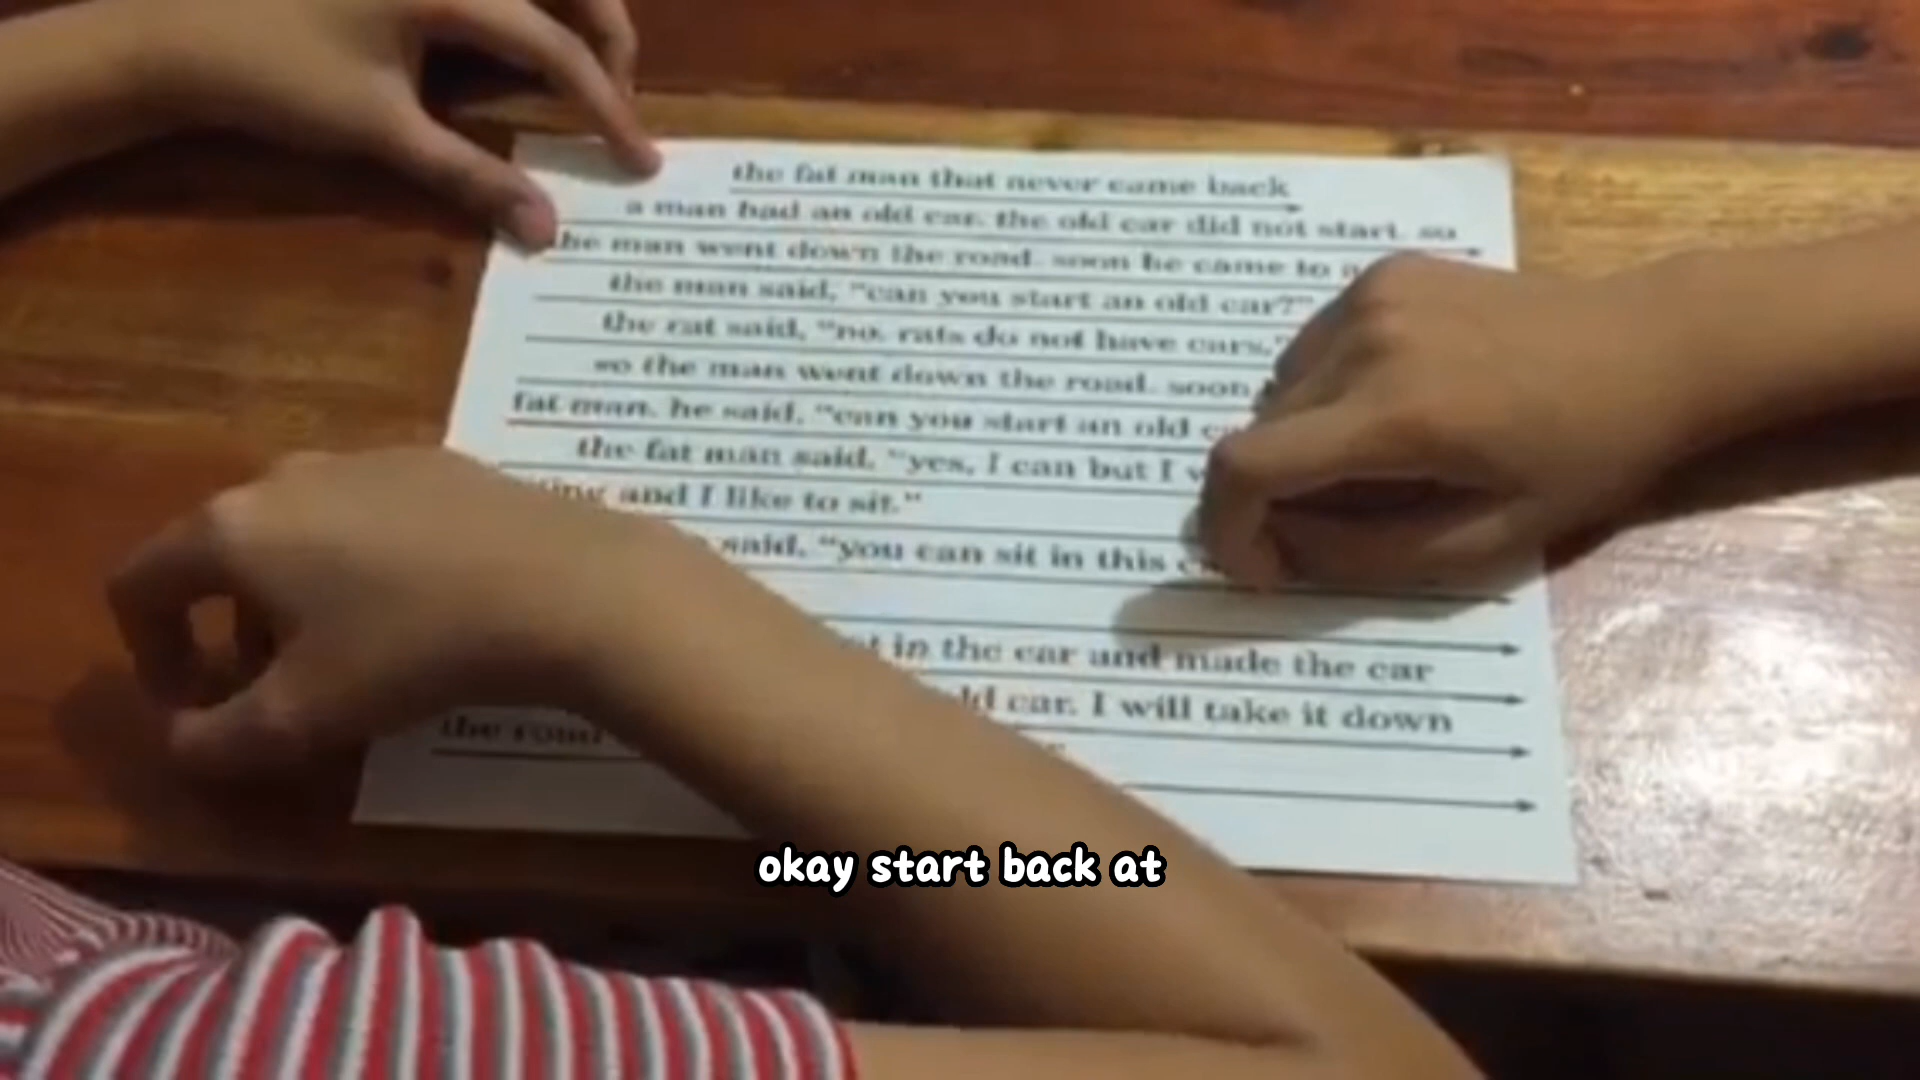 the fat man that never came back
a man had an old car. the old car did not start. so
the man went down the road. soon he came to a
the man said, "can you start an old car?"
the rat said, "no. rats do not have cars."
so the man went down the road. soon
fat man. he said, "can you start an old
the fat man said, "yes, I can but I
and I like to sit."
said, "you can sit in this
in the car and made the car
old car. I will take it down
the road
okay start back at